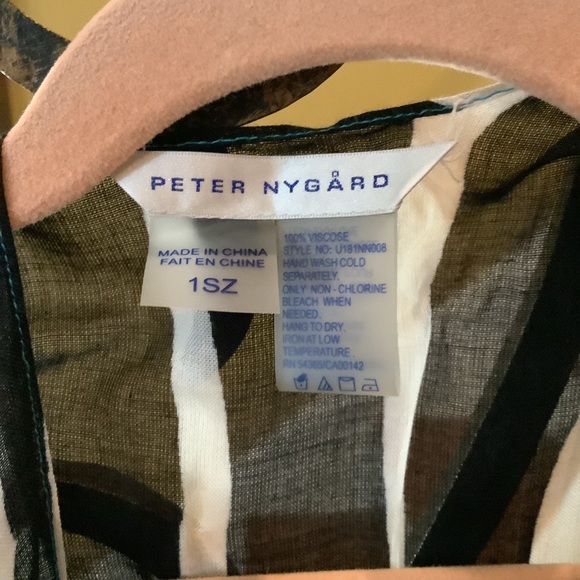 PETER NYGÅRD
MADE IN CHINA
FAIT EN CHINE
1SZ
100% VISCOSE
STYLE NO: U181NN008
HAND WASH COLD
SEPARATELY.
ONLY NON - CHLORINE
BLEACH WHEN
NEEDED.
HANG TO DRY.
IRON AT LOW
TEMPERATURE
RN 54365/CA00142